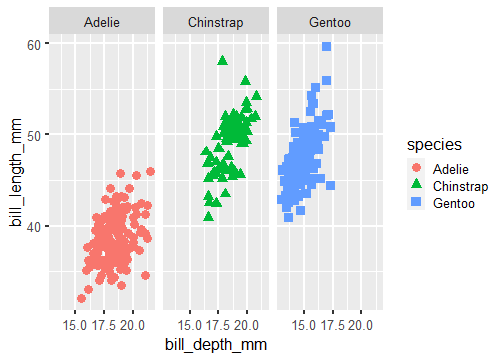 Adelie Chinstrap Gentoo
60
50
40
bill_length_mm
15.0 17.5 20.0 15.0 17.5 20.0 15.0 17.5 20.0
bill_depth_mm
species
Adelie
Chinstrap
Gentoo